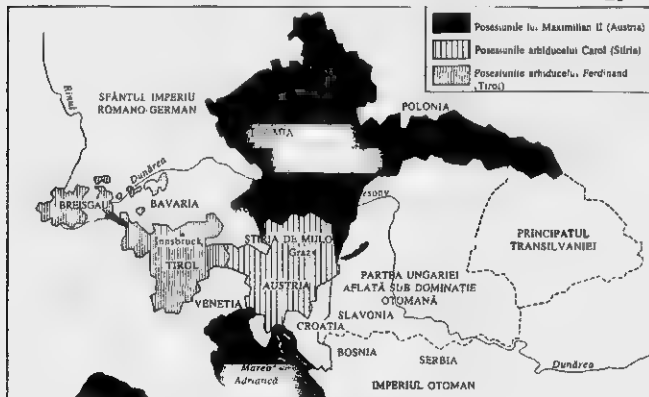 Posesiunile lui Maximilian II (Austria)
Posesiunile arhiducelui Carol (Stiria)
Posesiunile arhiducelui Ferdinand
(Tirol)
Rinul
SFÂNTUL IMPERIU
ROMANO-GERMAN
POLONIA
Dunărea
BREISGAU
BAVARIA
Innsbruck
TIROL
STIRIA DE MIJLO
Graz
AUSTRIA
VENEȚIA
PRINCIPATUL
TRANSILVANIEI
PARTEA UNGARIEI
AFLATĂ SUB DOMINAȚIE
OTOMANĂ
SLAVONIA
CROAȚIA
BOSNIA
SERBIA
Dunărea
Marea
Adriatică
IMPERIUL OTOMAN